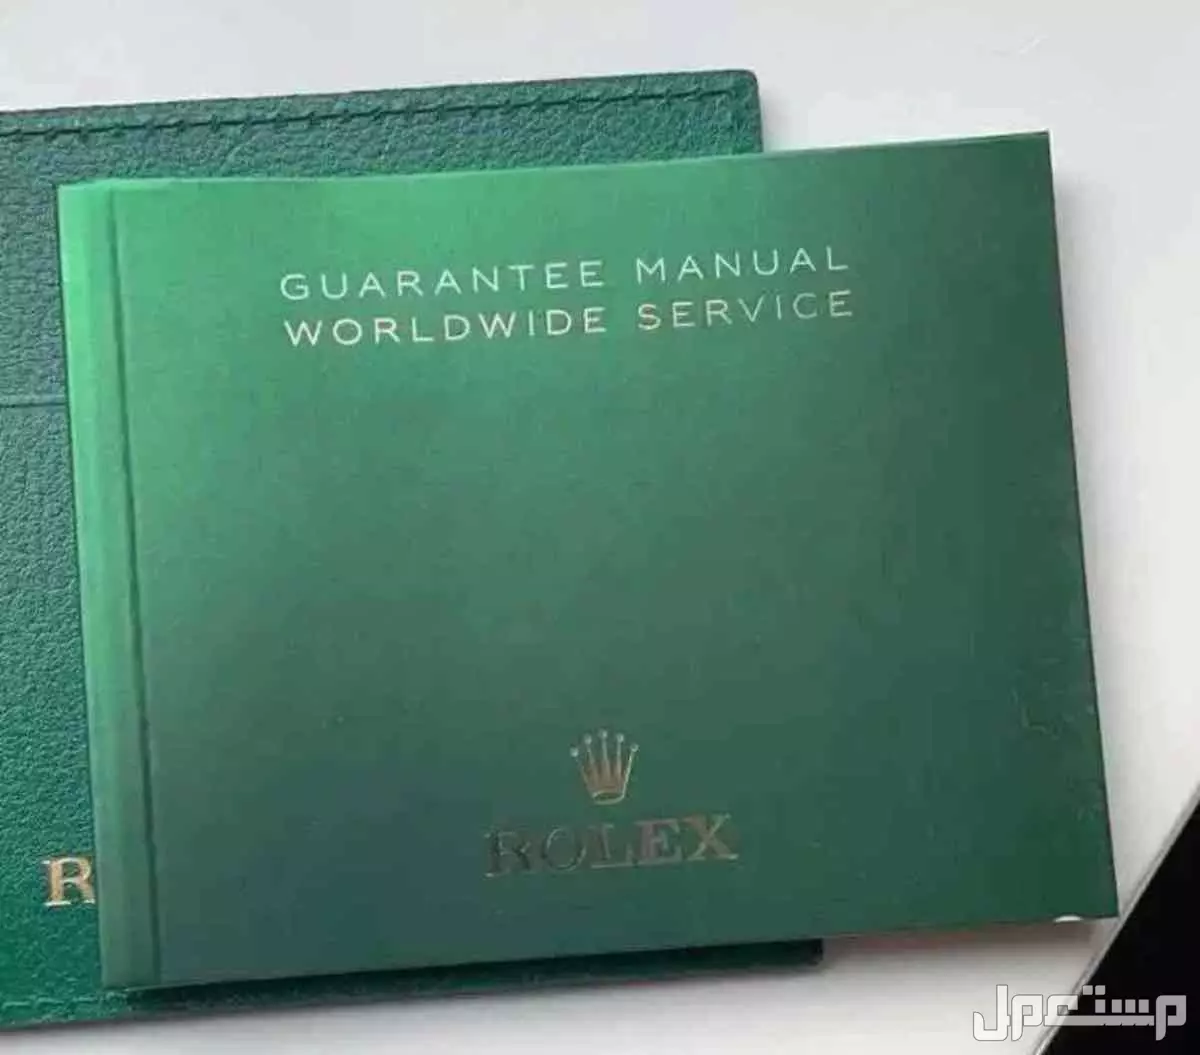 GUARANTEE MANUAL
WORLDWIDE SERVICE
ROLEX
R
مستعمل